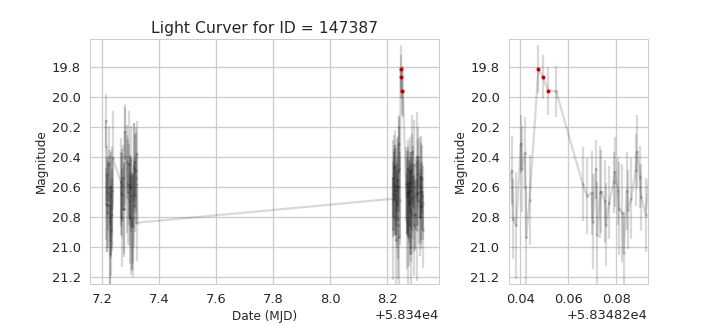 Light Curver for ID = 147387
Magnitude
19.8
20.0
20.2
20.4
20.6
20.8
21.0
21.2
7.2 7.4 7.6 7.8 8.0 8.2
Date (MJD)
+5.834e4
Magnitude
19.8
20.0
20.2
20.4
20.6
20.8
21.0
21.2
0.04 0.06 0.08
+5.83482e4